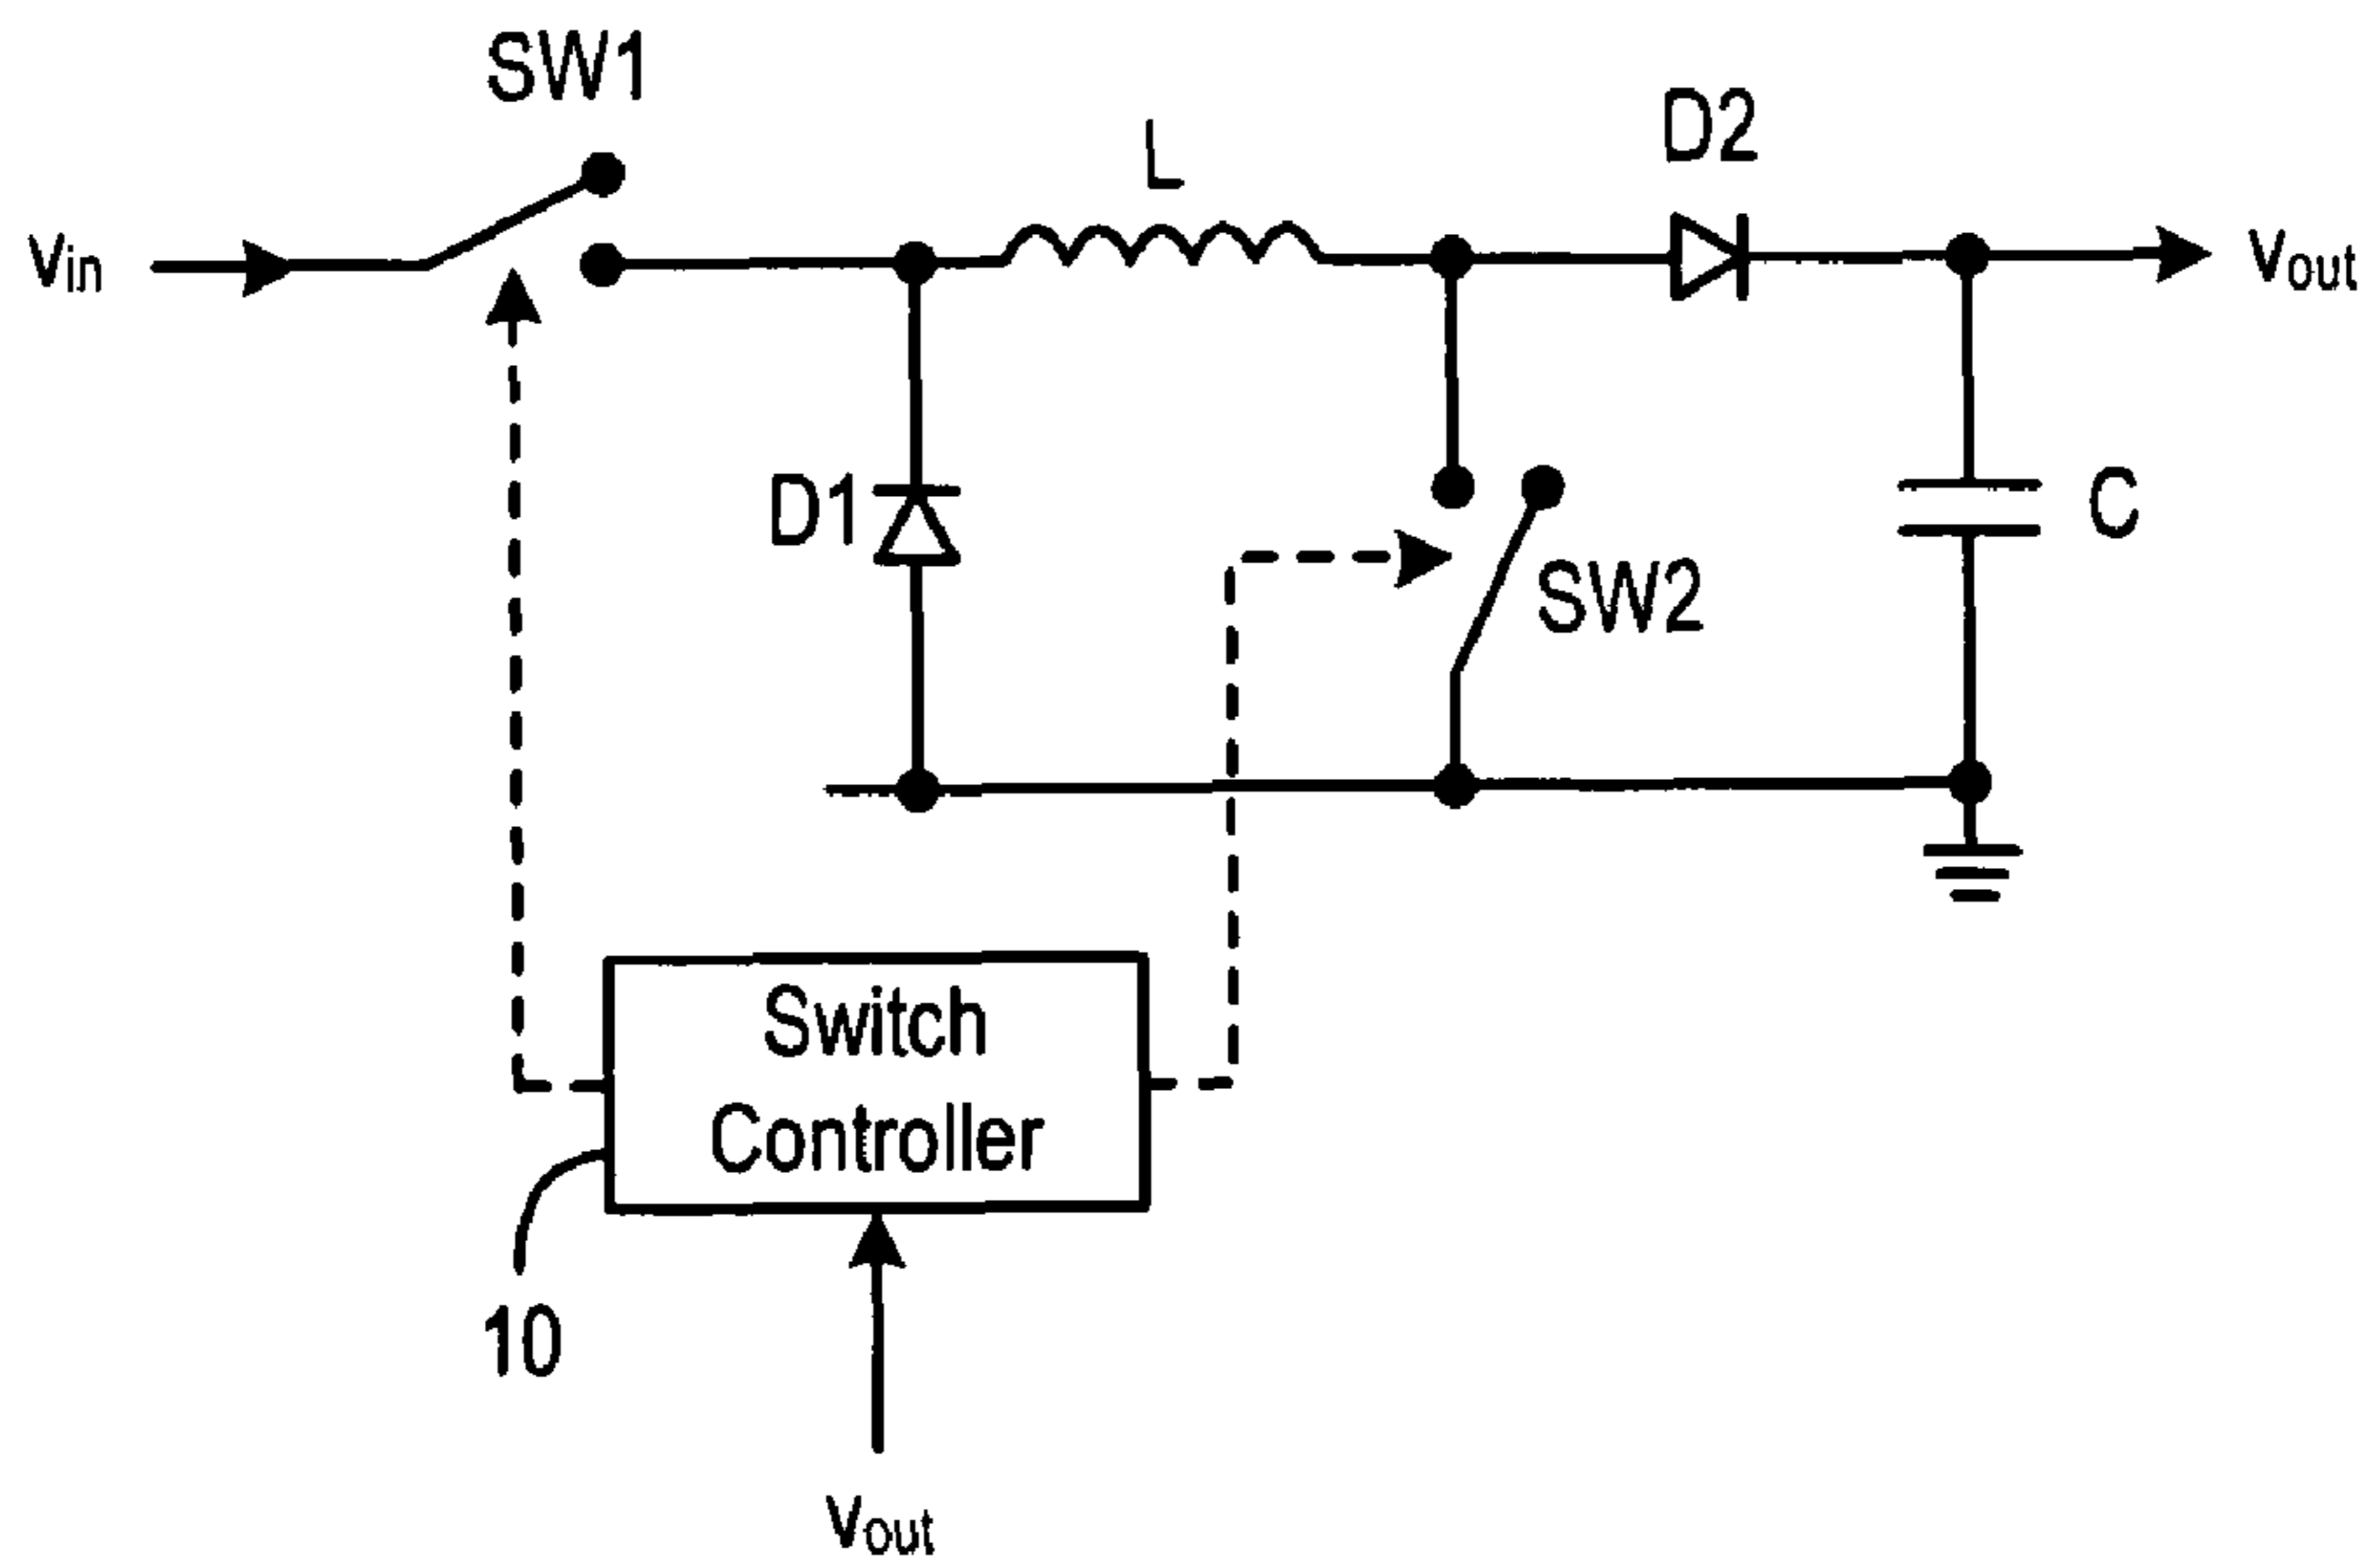 SW1
L
D2
Vin
Vout
D1
SW2
C
Switch
Controller
10
Vout